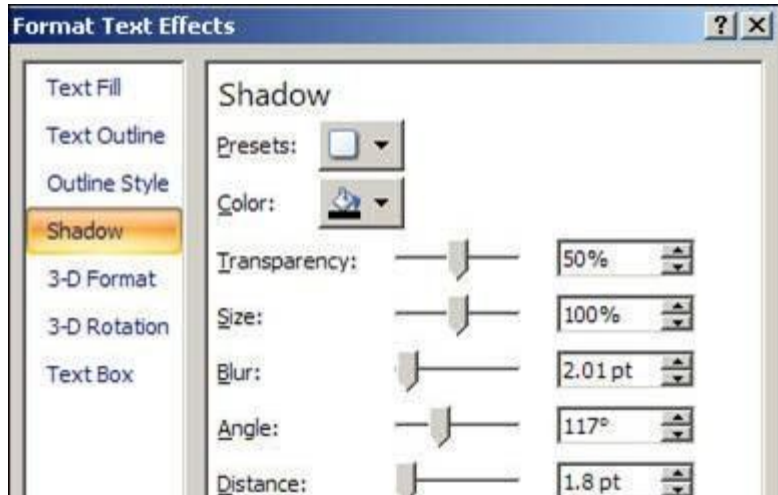 Format Text Effects
Text Fill
Text Outline
Outline Style
Shadow
3-D Format
3-D Rotation
Text Box
Shadow
Presets:
Color:
Transparency: 50%
Size: 100%
Blur: 2.01 pt
Angle: 117°
Distance: 1.8 pt